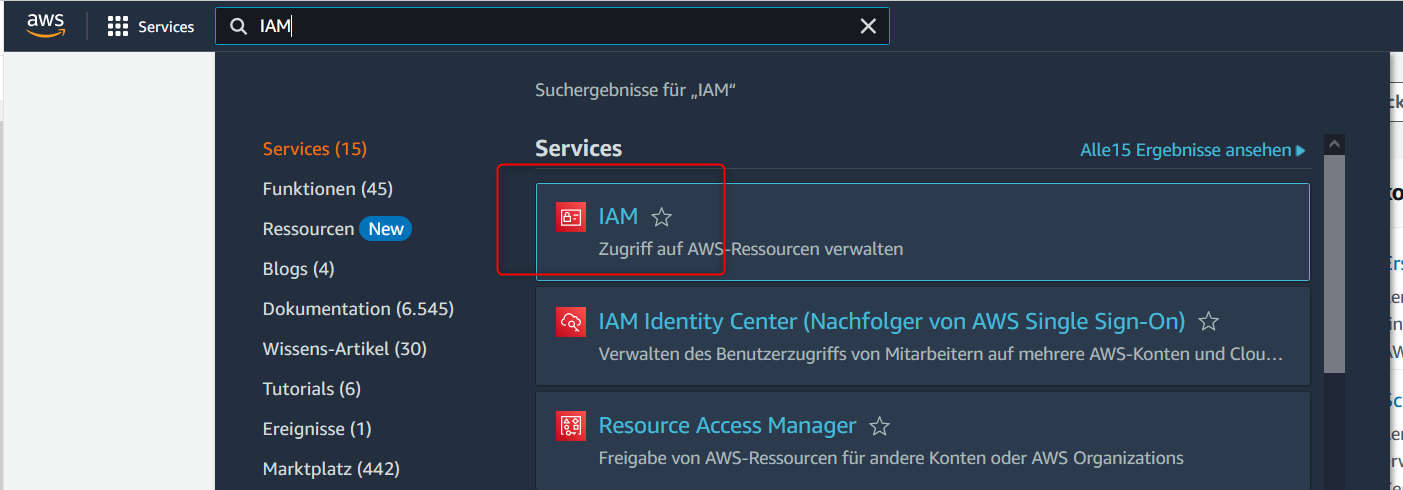 aws
Services
IAM
Suchergebnisse für „IAM“
Services (15)
Funktionen (45)
Ressourcen New
Blogs (4)
Dokumentation (6.545)
Wissens-Artikel (30)
Tutorials (6)
Ereignisse (1)
Marktplatz (442)
Services
Alle15 Ergebnisse ansehen
IAM
Zugriff auf AWS-Ressourcen verwalten
IAM Identity Center (Nachfolger von AWS Single Sign-On)
Verwalten des Benutzerzugriffs von Mitarbeitern auf mehrere AWS-Konten und Clou...
Resource Access Manager
Freigabe von AWS-Ressourcen für andere Konten oder AWS Organizations